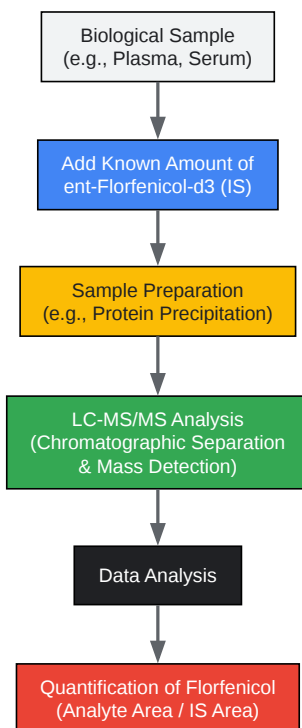 Biological Sample
(e.g., Plasma, Serum)
Add Known Amount of
ent-Florfenicol-d3 (IS)
Sample Preparation
(e.g., Protein Precipitation)
LC-MS/MS Analysis
(Chromatographic Separation
& Mass Detection)
Data Analysis
Quantification of Florfenicol
(Analyte Area / IS Area)